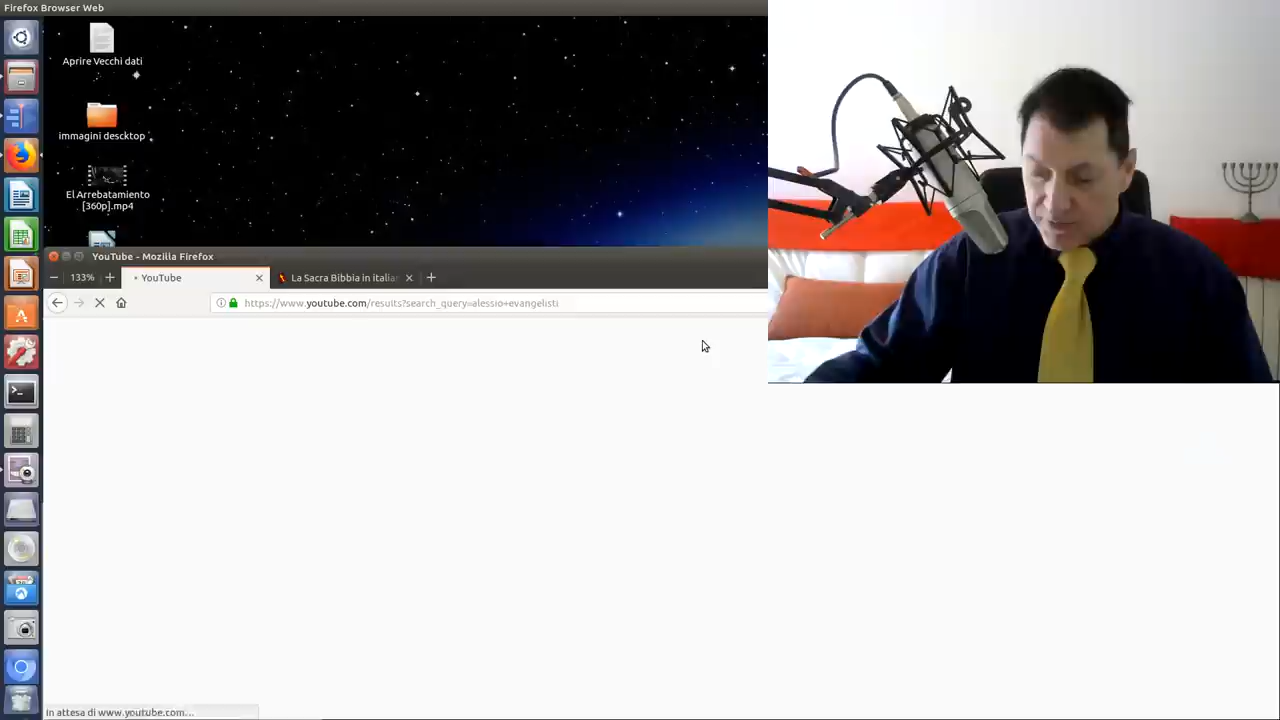 Firefox Browser Web
Aprire Vecchi dati
immagini descktop
El Arrebatamiento
[360p].mp4
YouTube - Mozilla Firefox
133%
YouTube
La Sacra Bibbia in italia
https://www.youtube.com/results?search_query=alessio+evangelisti
In attesa di www.youtube.com…